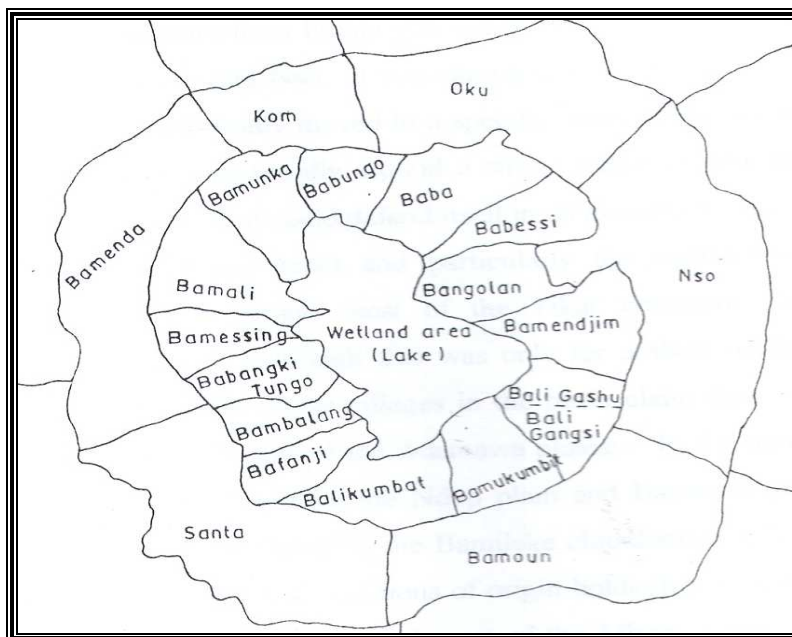 Oku
Kom
Babungo
Bamunka
Baba
Babessi
Bamenda
Nso
Bamali
Bangolan
Bamendjim
Bamessing
Wetland area
(Lake)
Babangki
Tungo
Bali Gashu
Bali
Gangsi
Bambalang
Bafanji
Bamukumbit
Balikumbat
Santa
Bamoun